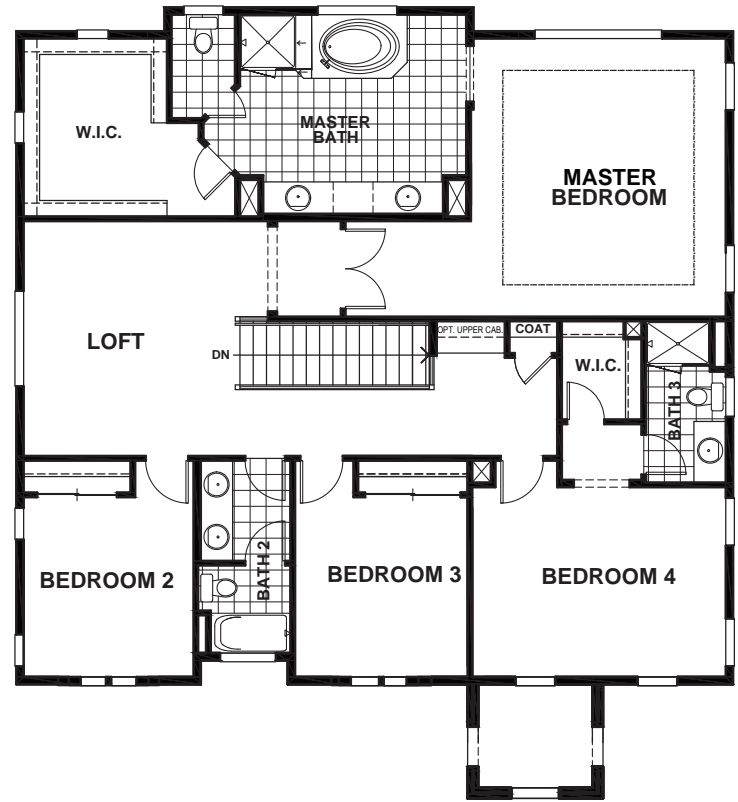 W.I.C.
MASTER
BATH
MASTER
BEDROOM
LOFT
DN
OPT. UPPER CAB.
COAT
W.I.C.
BATH 3
BEDROOM 2
BATH 2
BEDROOM 3
BEDROOM 4